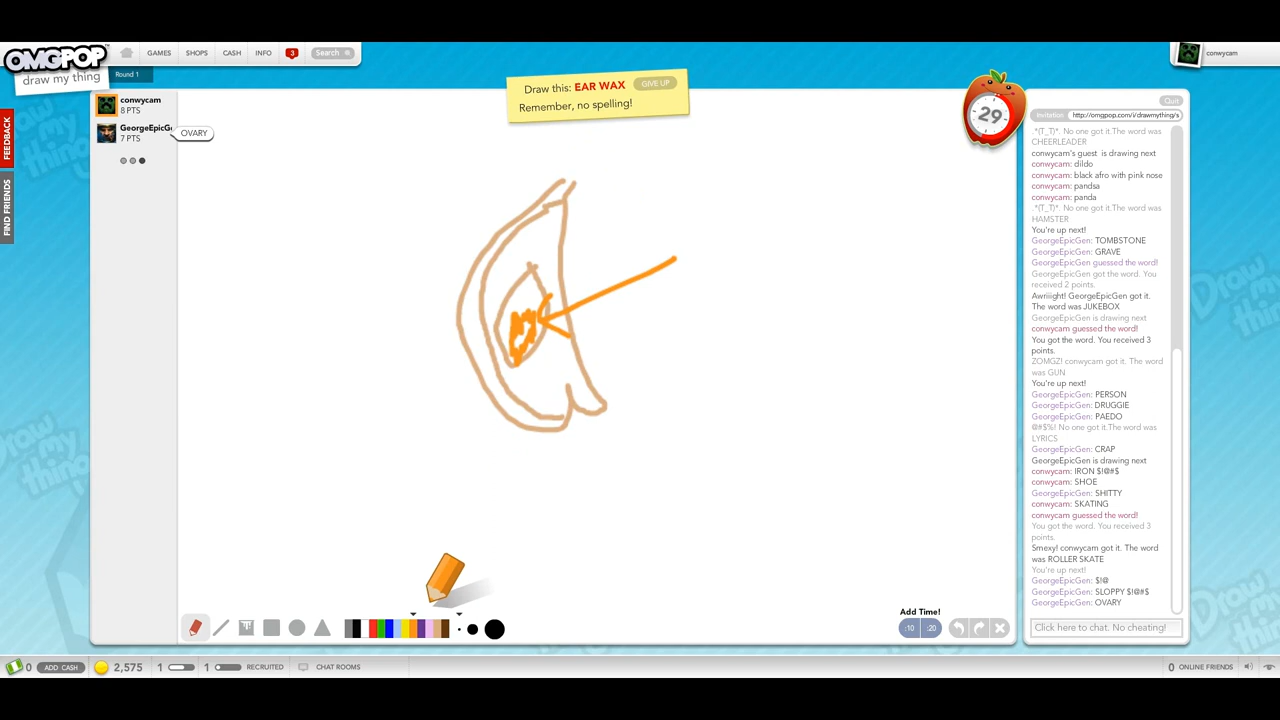 OMGPOP
GAMES SHOPS CASH INFO 3 Search
conwycam
draw my thing
Round 1
Draw this: EAR WAX GIVE UP
Remember, no spelling!
29
Quit
FEEDBACK
FIND FRIENDS
conwycam
8 PTS
GeorgeEpicGe
7 PTS
OVARY
Invitation http://omgpop.com/i/drawmything/s
.*(T_T)*. No one got it.The word was
CHEERLEADER
conwycam's guest is drawing next
conwycam: dildo
conwycam: black afro with pink nose
conwycam: pandsa
conwycam: panda
.*(T_T)*. No one got it.The word was
HAMSTER
You're up next!
GeorgeEpicGen: TOMBSTONE
GeorgeEpicGen: GRAVE
GeorgeEpicGen guessed the word!
GeorgeEpicGen got the word. You
received 2 points.
Awriiight! GeorgeEpicGen got it.
The word was JUKEBOX
GeorgeEpicGen is drawing next
conwycam guessed the word!
You got the word. You received 3
points.
ZOMGZ! conwycam got it. The word
was GUN
You're up next!
GeorgeEpicGen: PERSON
GeorgeEpicGen: DRUGGIE
GeorgeEpicGen: PAEDO
@#$%! No one got it.The word was
LYRICS
GeorgeEpicGen: CRAP
GeorgeEpicGen is drawing next
conwycam: IRON $!@#$
conwycam: SHOE
GeorgeEpicGen: SHITTY
conwycam: SKATING
conwycam guessed the word!
You got the word. You received 3
points.
Smexy! conwycam got it. The word
was ROLLER SKATE
You're up next!
GeorgeEpicGen: $!@
GeorgeEpicGen: SLOPPY $!@#$
GeorgeEpicGen: OVARY
Click here to chat. No cheating!
Add Time!
:10 :20
0 ADD CASH 2,575 1 1 RECRUITED CHAT ROOMS
0 ONLINE FRIENDS